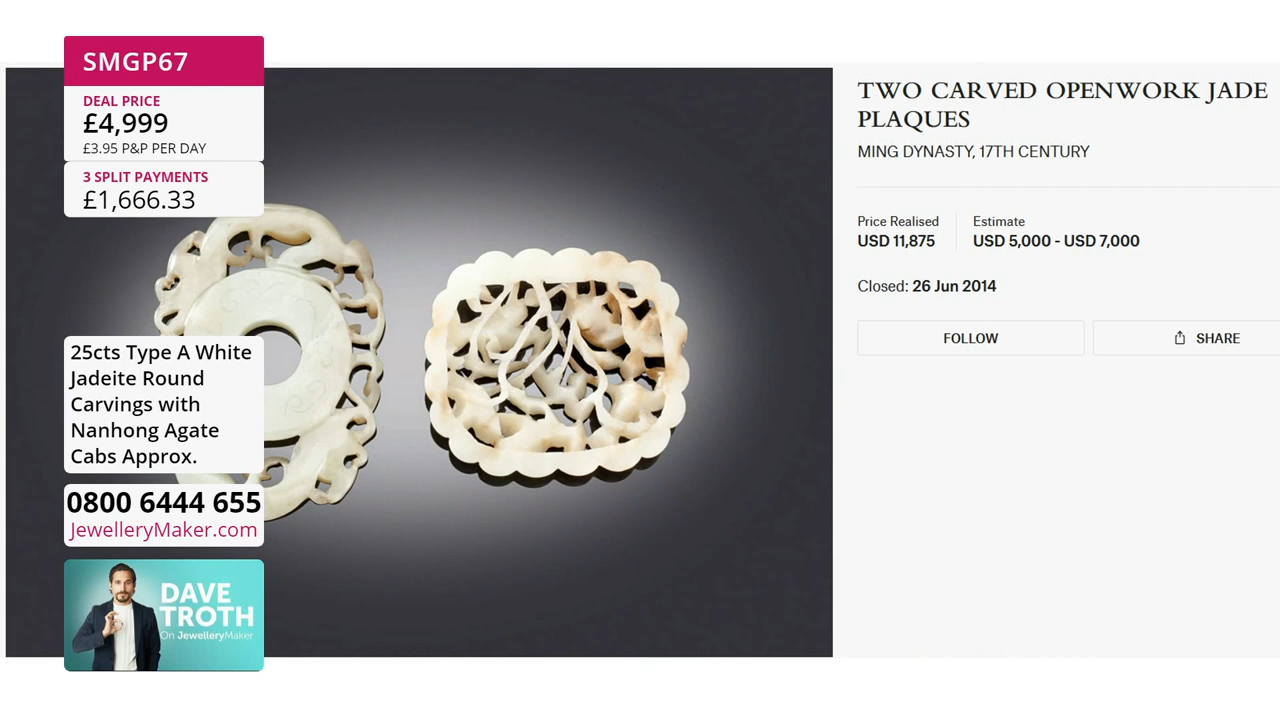 SMGP67
DEAL PRICE
£4,999
£3.95 P&P PER DAY
3 SPLIT PAYMENTS
£1,666.33
25cts Type A White
Jadeite Round
Carvings with
Nanhong Agate
Cabs Approx.
0800 6444 655
JewelleryMaker.com
DAVE
TROTH
On JewelleryMaker
TWO CARVED OPENWORK JADE
PLAQUES
MING DYNASTY, 17TH CENTURY
Price Realised
USD 11,875
Estimate
USD 5,000 - USD 7,000
Closed: 26 Jun 2014
FOLLOW
SHARE